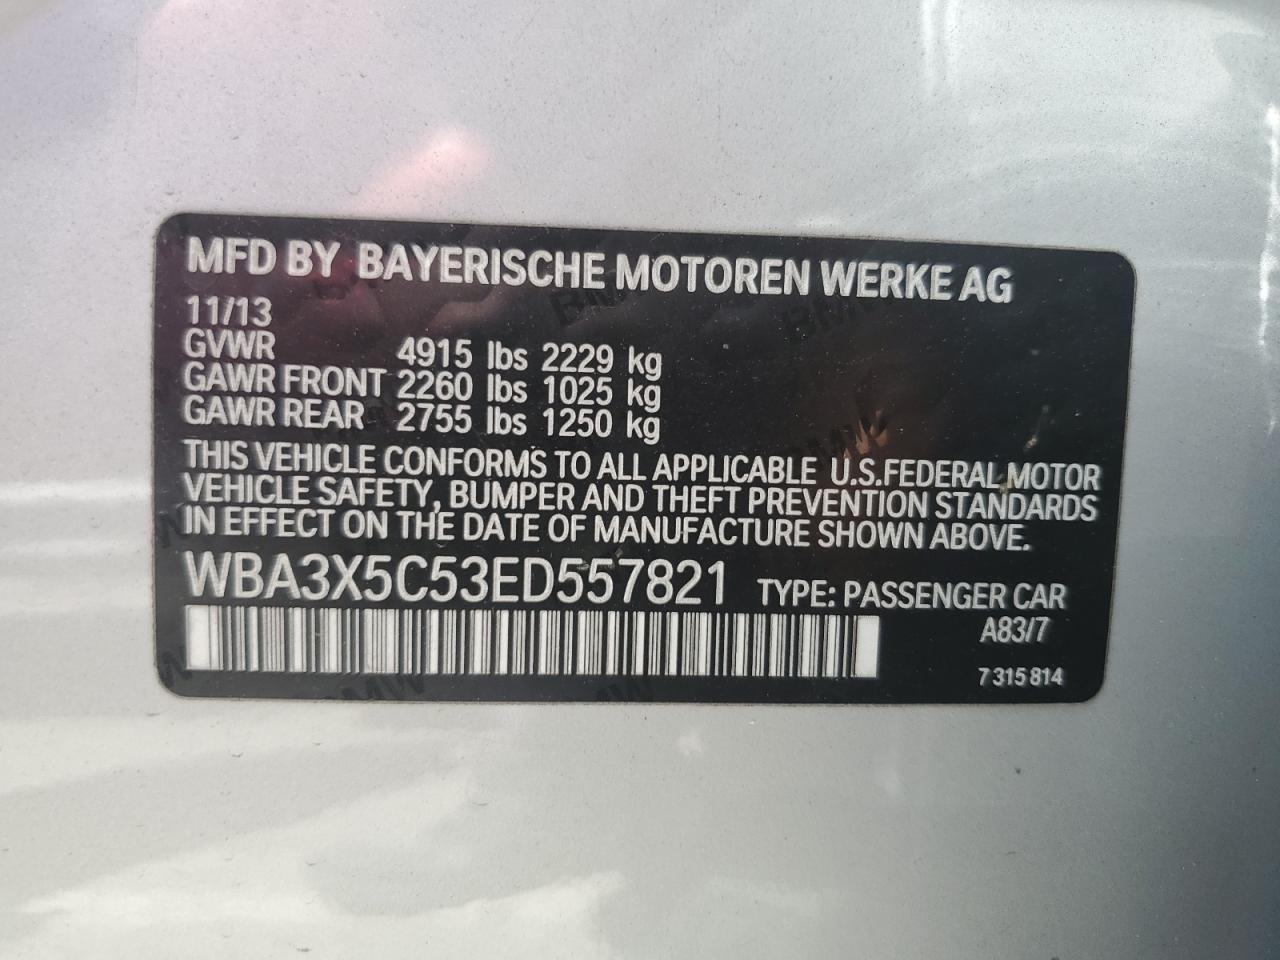 MFD BY BAYERISCHE MOTOREN WERKE AG
11/13
GVWR 4915 lbs 2229 kg
GAWR FRONT 2260 lbs 1025 kg
GAWR REAR 2755 lbs 1250 kg
THIS VEHICLE CONFORMS TO ALL APPLICABLE U.S.FEDERAL MOTOR
VEHICLE SAFETY, BUMPER AND THEFT PREVENTION STANDARDS
IN EFFECT ON THE DATE OF MANUFACTURE SHOWN ABOVE.
WBA3X5C53ED557821 TYPE: PASSENGER CAR
A83/7
7 315 814